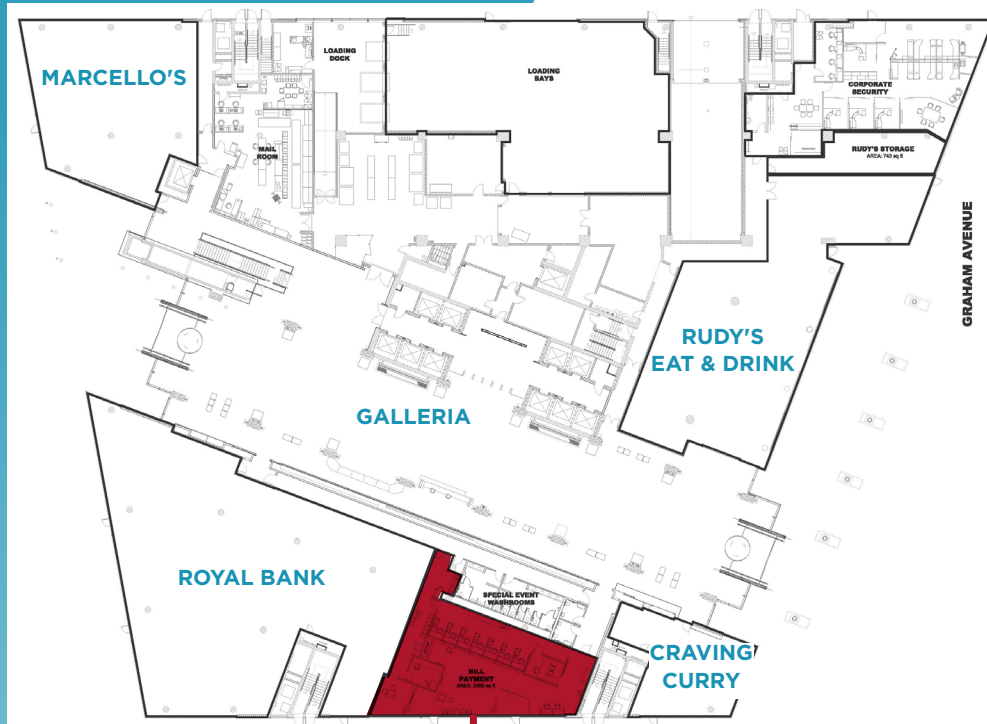 MARCELLO'S
LOADING
DOCK
LOADING
BAYS
CORPORATE
SECURITY
MAIL
ROOM
RUDY'S STORAGE
AREA: 743 sq ft
GRAHAM AVENUE
RUDY'S
EAT & DRINK
GALLERIA
ROYAL BANK
SPECIAL EVENT
WASHROOMS
CRAVING
CURRY
BILL
PAYMENT